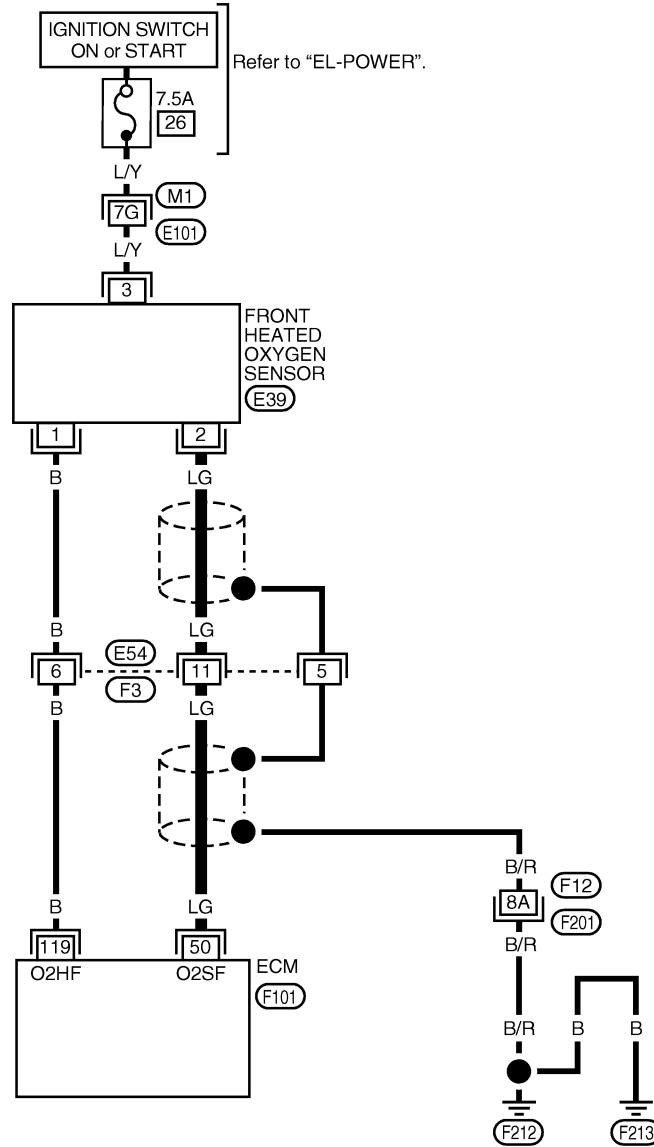 IGNITION SWITCH
ON or START
Refer to “EL-POWER”.
7.5A
26
L/Y
7G
M1
E101
L/Y
3
FRONT
HEATED
OXYGEN
SENSOR
E39
1
2
B
LG
B
LG
E54
6
11
5
F3
B
LG
B
LG
B/R
8A
F12
F201
B/R
119
50
O2HF
O2SF
ECM
F101
B/R
B
B
F212
F213